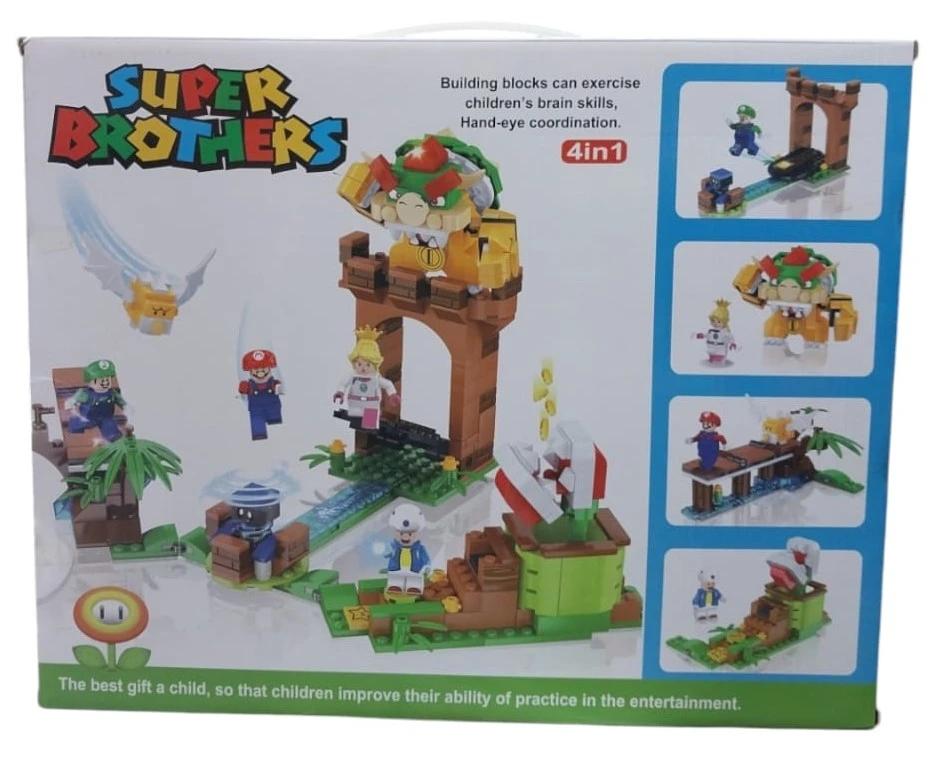 SUPER
BROTHERS
Building blocks can exercise
children's brain skills,
Hand-eye coordination.
4in1
The best gift a child, so that children improve their ability of practice in the entertainment.